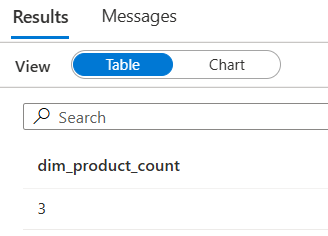 Results Messages
View Table Chart
Search
dim_product_count
3